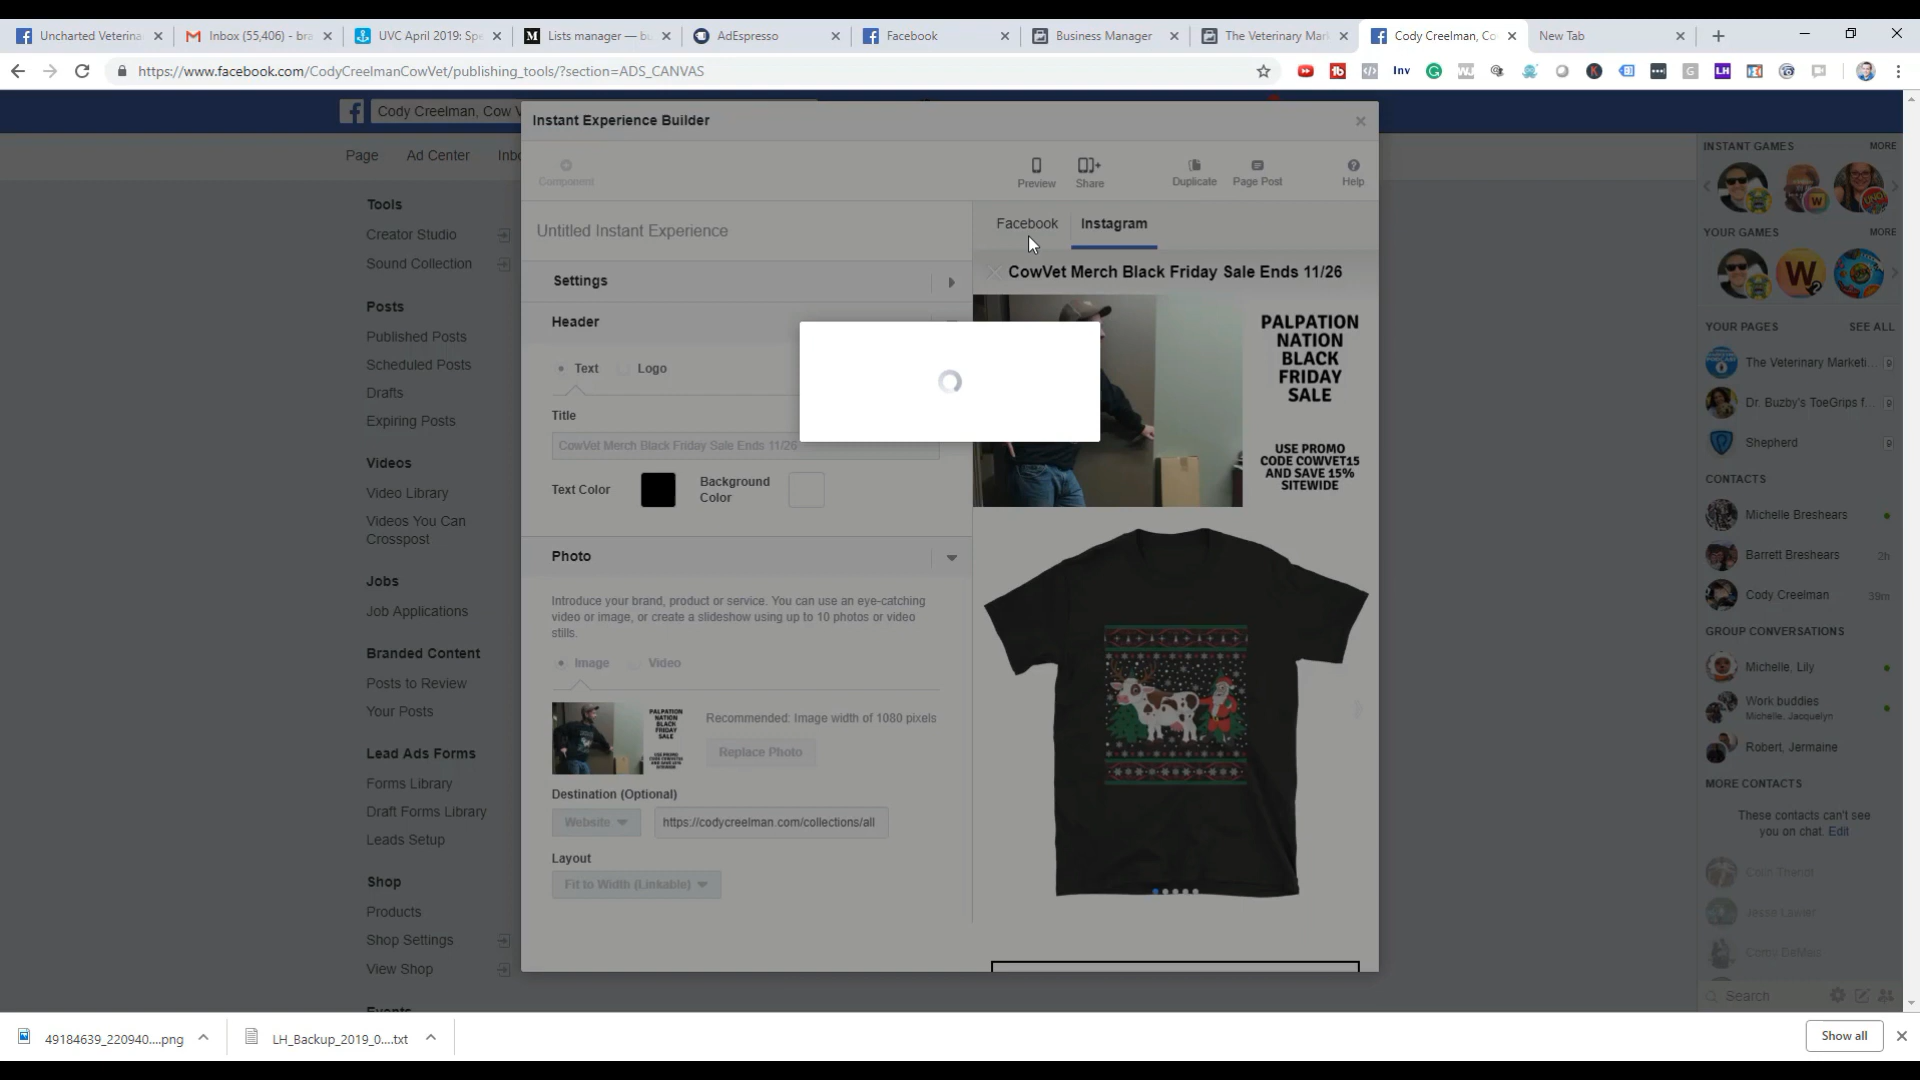 Uncharted Veterina
Inbox (55,406) - bra
UVC April 2019: Spe
Lists manager — bu
AdEspresso
Facebook
Business Manager
The Veterinary Mark
Cody Creelman, Co
New Tab
https://www.facebook.com/CodyCreelmanCowVet/publishing_tools/?section=ADS_CANVAS
Cody Creelman, Cow V
Page
Ad Center
Inbo
Tools
Creator Studio
Sound Collection
Posts
Published Posts
Scheduled Posts
Drafts
Expiring Posts
Videos
Video Library
Videos You Can
Crosspost
Jobs
Job Applications
Branded Content
Posts to Review
Your Posts
Lead Ads Forms
Forms Library
Draft Forms Library
Leads Setup
Shop
Products
Shop Settings
View Shop
Events
Instant Experience Builder
Component
Preview
Share
Duplicate
Page Post
Help
Untitled Instant Experience
Settings
Header
Text
Logo
Title
CowVet Merch Black Friday Sale Ends 11/26
Text Color
Background
Color
Photo
Introduce your brand, product or service. You can use an eye-catching
video or image, or create a slideshow using up to 10 photos or video
stills.
Image
Video
Recommended: Image width of 1080 pixels
Replace Photo
Destination (Optional)
Website
https://codycreelman.com/collections/all
Layout
Fit to Width (Linkable)
Facebook
Instagram
CowVet Merch Black Friday Sale Ends 11/26
PALPATION
NATION
BLACK
FRIDAY
SALE
USE PROMO
CODE COWVET15
AND SAVE 15%
SITEWIDE
INSTANT GAMES
MORE
YOUR GAMES
MORE
YOUR PAGES
SEE ALL
The Veterinary Marketi...
9
Dr. Buzby's ToeGrips f...
9
Shepherd
9
CONTACTS
Michelle Breshears
Barrett Breshears
2h
Cody Creelman
39m
GROUP CONVERSATIONS
Michelle, Lily
Work buddies
Michelle, Jacquelyn
Robert, Jermaine
MORE CONTACTS
These contacts can't see
you on chat. Edit
Search
49184639_220940....png
LH_Backup_2019_0....txt
Show all